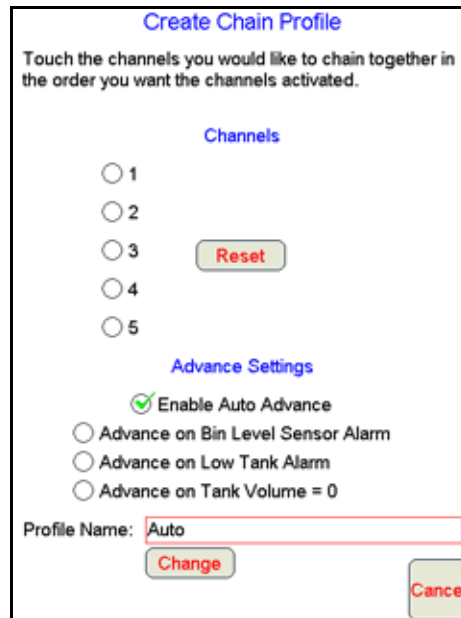 Create Chain Profile
Touch the channels you would like to chain together in
the order you want the channels activated.
Channels
1
2
3
Reset
4
5
Advance Settings
Enable Auto Advance
Advance on Bin Level Sensor Alarm
Advance on Low Tank Alarm
Advance on Tank Volume = 0
Profile Name: Auto
Change
Cance